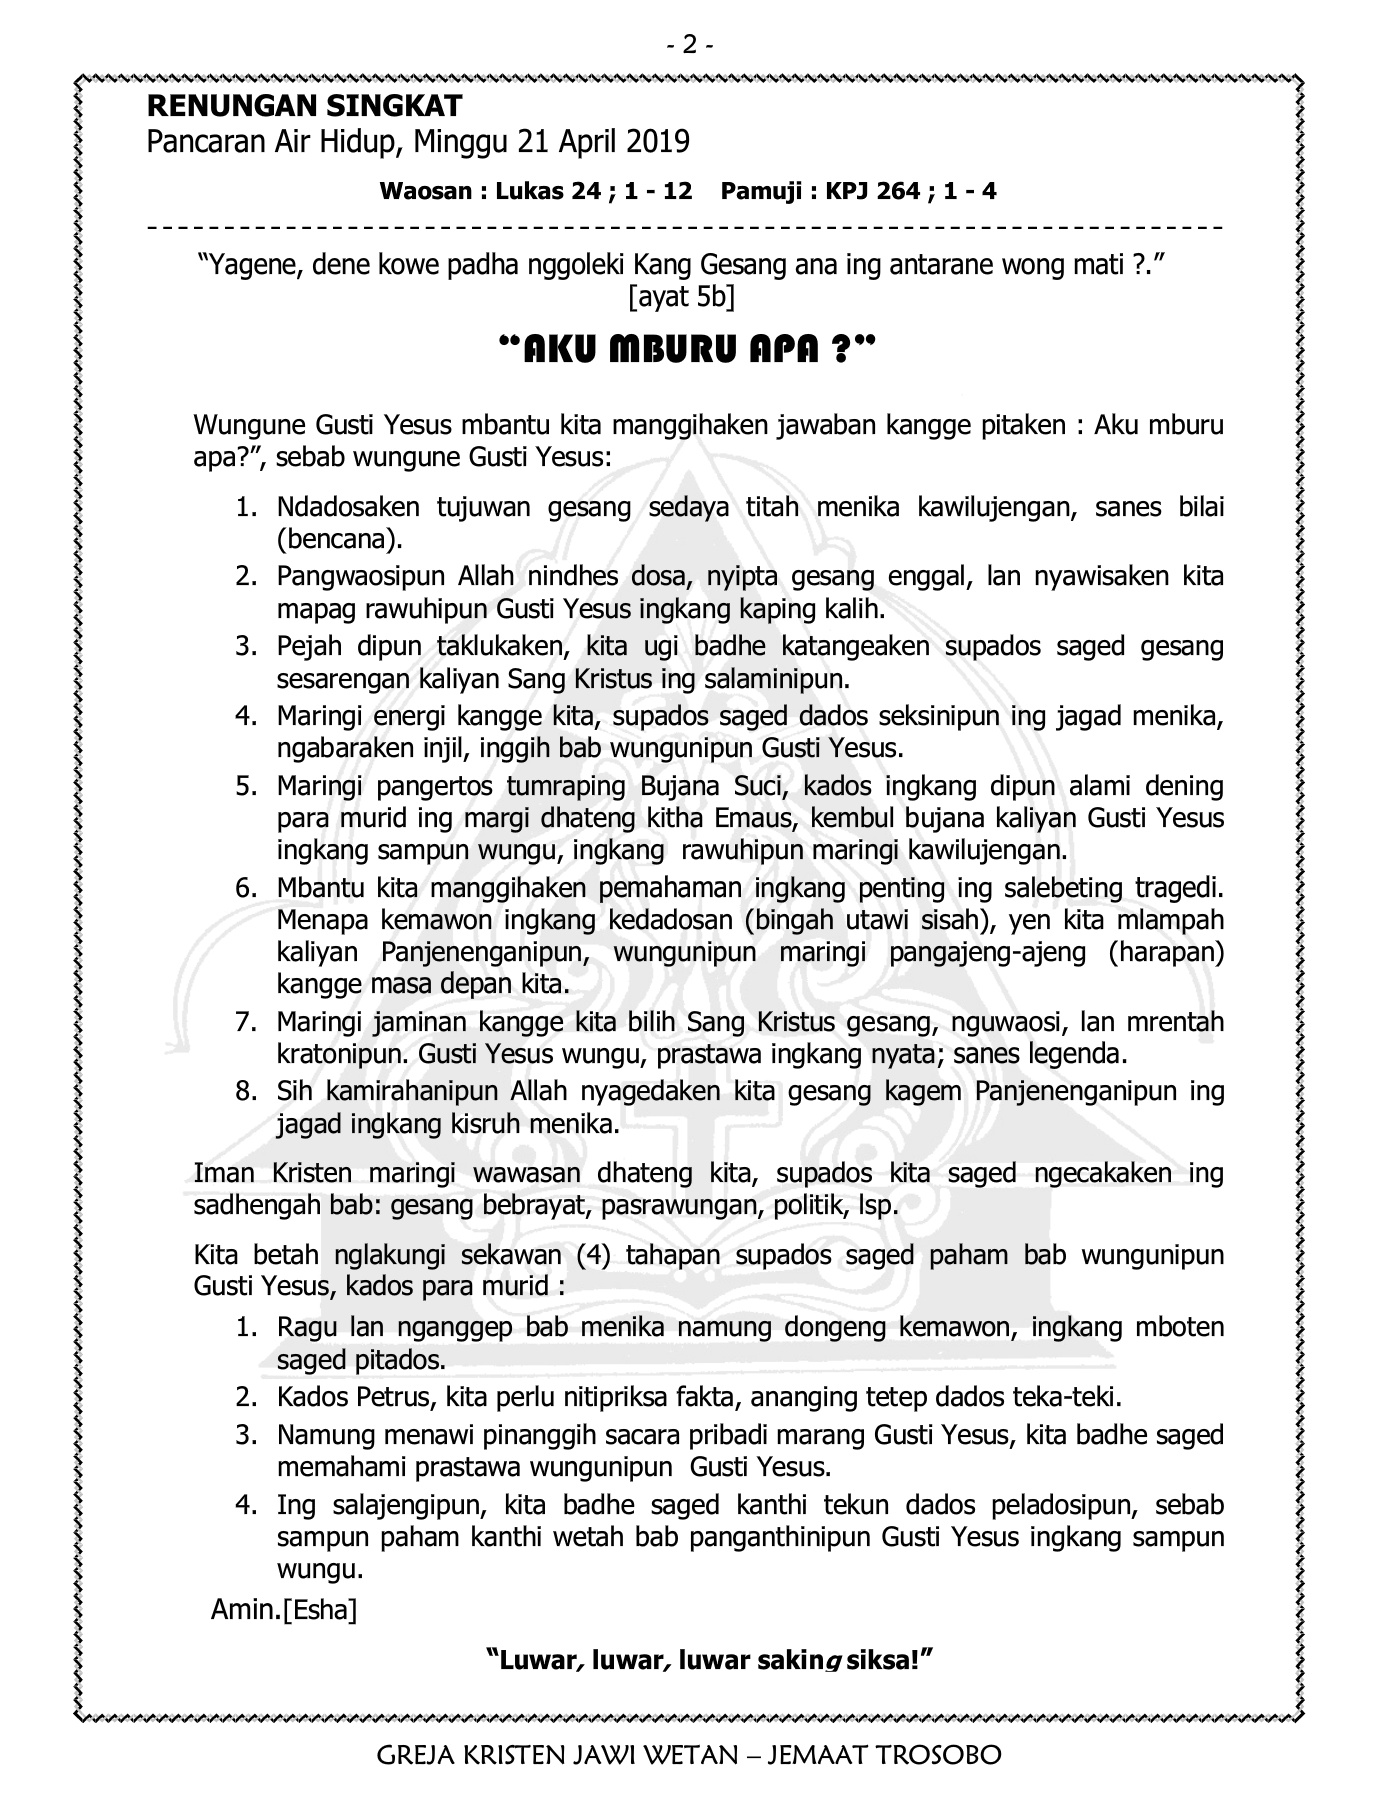 - 2 -
RENUNGAN SINGKAT
Pancaran Air Hidup, Minggu 21 April 2019
Waosan : Lukas 24 ; 1 - 12    Pamuji : KPJ 264 ; 1 - 4
“Yagene, dene kowe padha nggoleki Kang Gesang ana ing antarane wong mati ?.”
[ayat 5b]
“AKU MBURU APA ?”
Wungune Gusti Yesus mbantu kita manggihaken jawaban kangge pitaken : Aku mburu
apa?”, sebab wungune Gusti Yesus:
1. Ndadosaken tujuwan gesang sedaya titah menika kawilujengan, sanes bilai
(bencana).
2. Pangwaosipun Allah nindhes dosa, nyipta gesang enggal, lan nyawisaken kita
mapag rawuhipun Gusti Yesus ingkang kaping kalih.
3. Pejah dipun taklukaken, kita ugi badhe katangeaken supados saged gesang
sesarengan kaliyan Sang Kristus ing salaminipun.
4. Maringi energi kangge kita, supados saged dados seksinipun ing jagad menika,
ngabaraken injil, inggih bab wungunipun Gusti Yesus.
5. Maringi pangertos tumraping Bujana Suci, kados ingkang dipun alami dening
para murid ing margi dhateng kitha Emaus, kembul bujana kaliyan Gusti Yesus
ingkang sampun wungu, ingkang  rawuhipun maringi kawilujengan.
6. Mbantu kita manggihaken pemahaman ingkang penting ing salebeting tragedi.
Menapa kemawon ingkang kedadosan (bingah utawi sisah), yen kita mlampah
kaliyan Panjenenganipun, wungunipun maringi pangajeng-ajeng (harapan)
kangge masa depan kita.
7. Maringi jaminan kangge kita bilih Sang Kristus gesang, nguwaosi, lan mrentah
kratonipun. Gusti Yesus wungu, prastawa ingkang nyata; sanes legenda.
8. Sih kamirahanipun Allah nyagedaken kita gesang kagem Panjenenganipun ing
jagad ingkang kisruh menika.
Iman Kristen maringi wawasan dhateng kita, supados kita saged ngecakaken ing
sadhengah bab: gesang bebrayat, pasrawungan, politik, lsp.
Kita betah nglakungi sekawan (4) tahapan supados saged paham bab wungunipun
Gusti Yesus, kados para murid :
1. Ragu lan nganggep bab menika namung dongeng kemawon, ingkang mboten
saged pitados.
2. Kados Petrus, kita perlu nitipriksa fakta, ananging tetep dados teka-teki.
3. Namung menawi pinanggih sacara pribadi marang Gusti Yesus, kita badhe saged
memahami prastawa wungunipun  Gusti Yesus.
4. Ing salajengipun, kita badhe saged kanthi tekun dados peladosipun, sebab
sampun paham kanthi wetah bab panganthinipun Gusti Yesus ingkang sampun
wungu.
Amin.[Esha]
“Luwar, luwar, luwar saking siksa!”
GREJA KRISTEN JAWI WETAN – JEMAAT TROSOBO